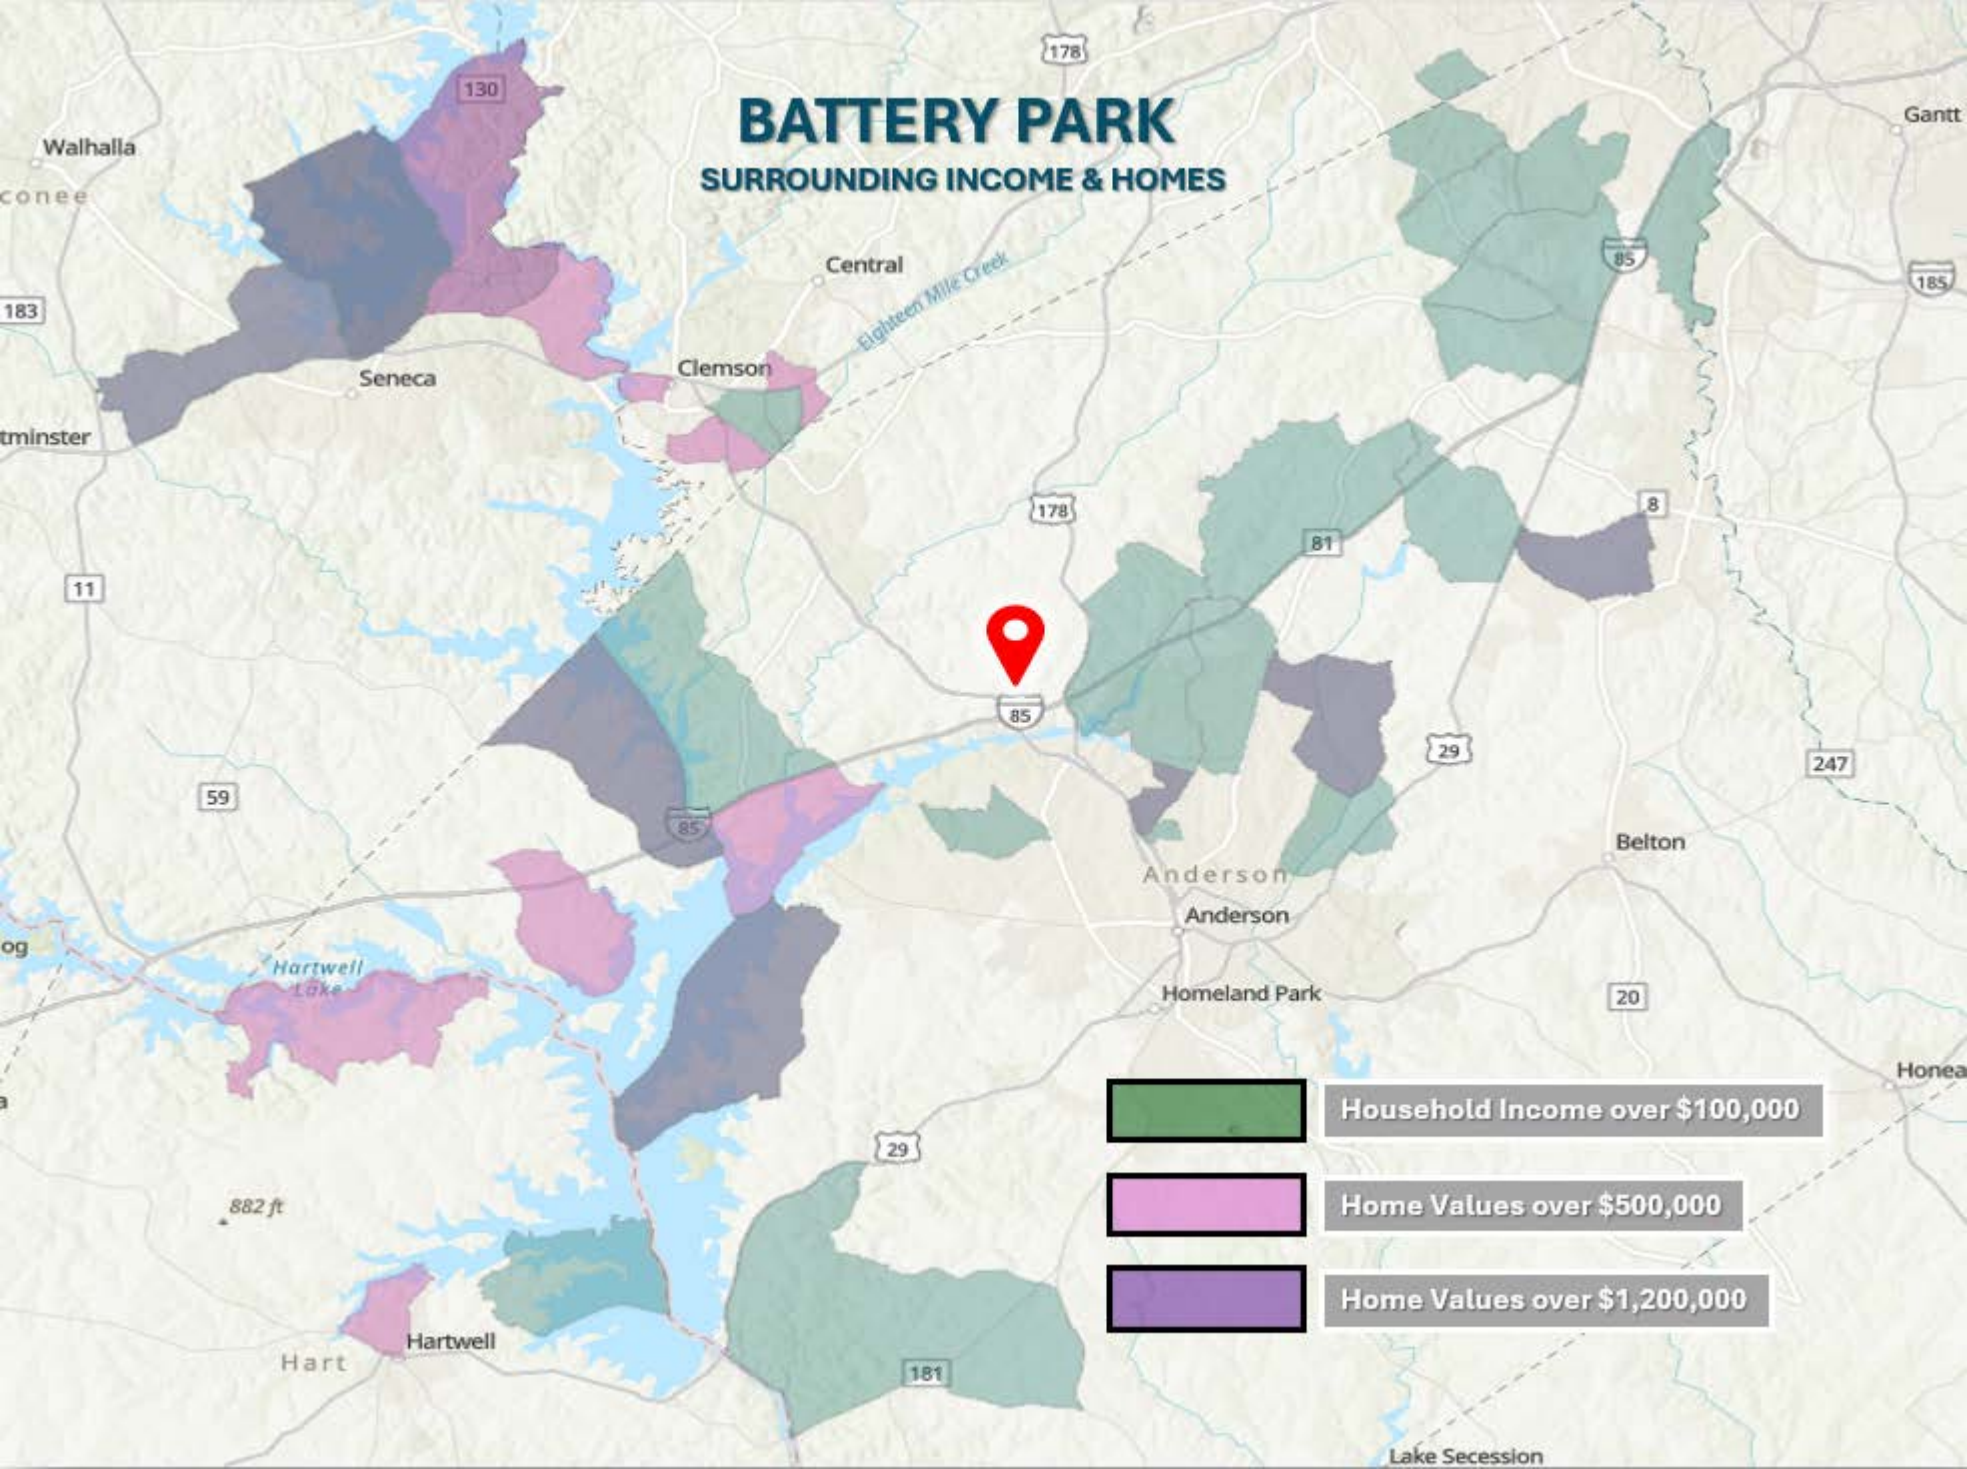 178
130
BATTERY PARK
Gantt
Walhalla
SURROUNDING INCOME & HOMES
conee
Central
85
185
Eighteen Mile Creek
183
Clemson
Seneca
tminster
8
178
81
11
85
29
247
59
85
Belton
Anderson
Anderson
og
Hartwell
Lake
Homeland Park
20
Honea
a
Household Income over $100,000
29
882 ft
Home Values over $500,000
Home Values over $1,200,000
Hartwell
Hart
181
Lake Secession